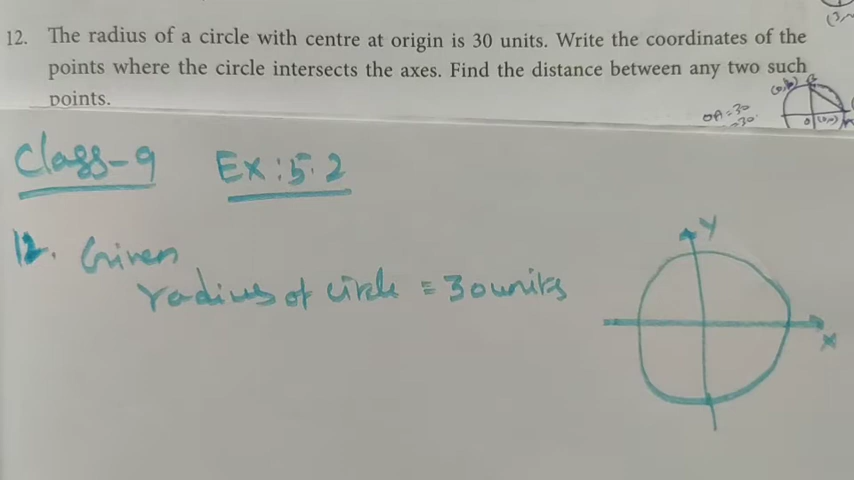 12. The radius of a circle with centre at origin is 30 units. Write the coordinates of the
points where the circle intersects the axes. Find the distance between any two such
points.
OA = 30
Class-9 Ex: 5.2
12. Given
radius of circle = 30 units
Y
X